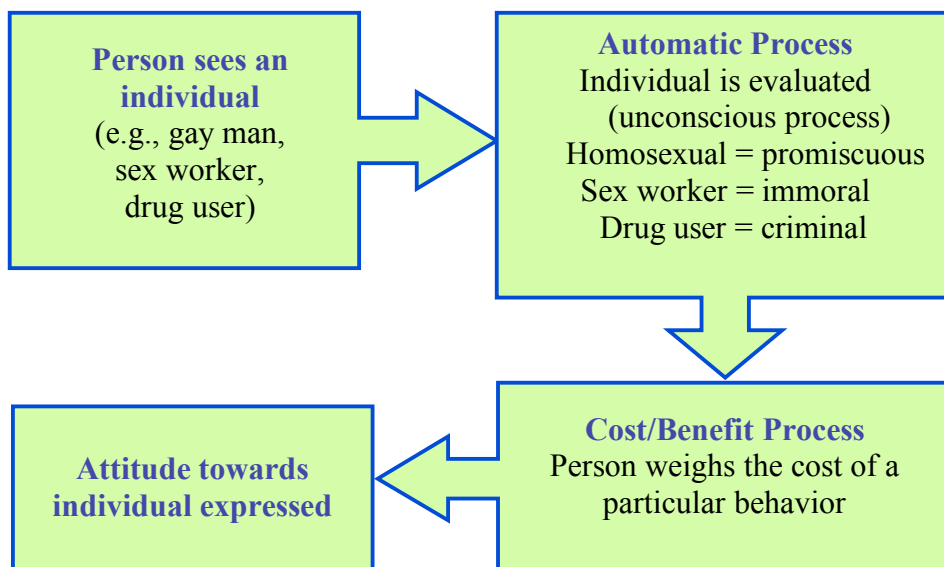 Person sees an
individual
(e.g., gay man,
sex worker,
drug user)
Automatic Process
Individual is evaluated
(unconscious process)
Homosexual = promiscuous
Sex worker = immoral
Drug user = criminal
Cost/Benefit Process
Person weighs the cost of a
particular behavior
Attitude towards
individual expressed